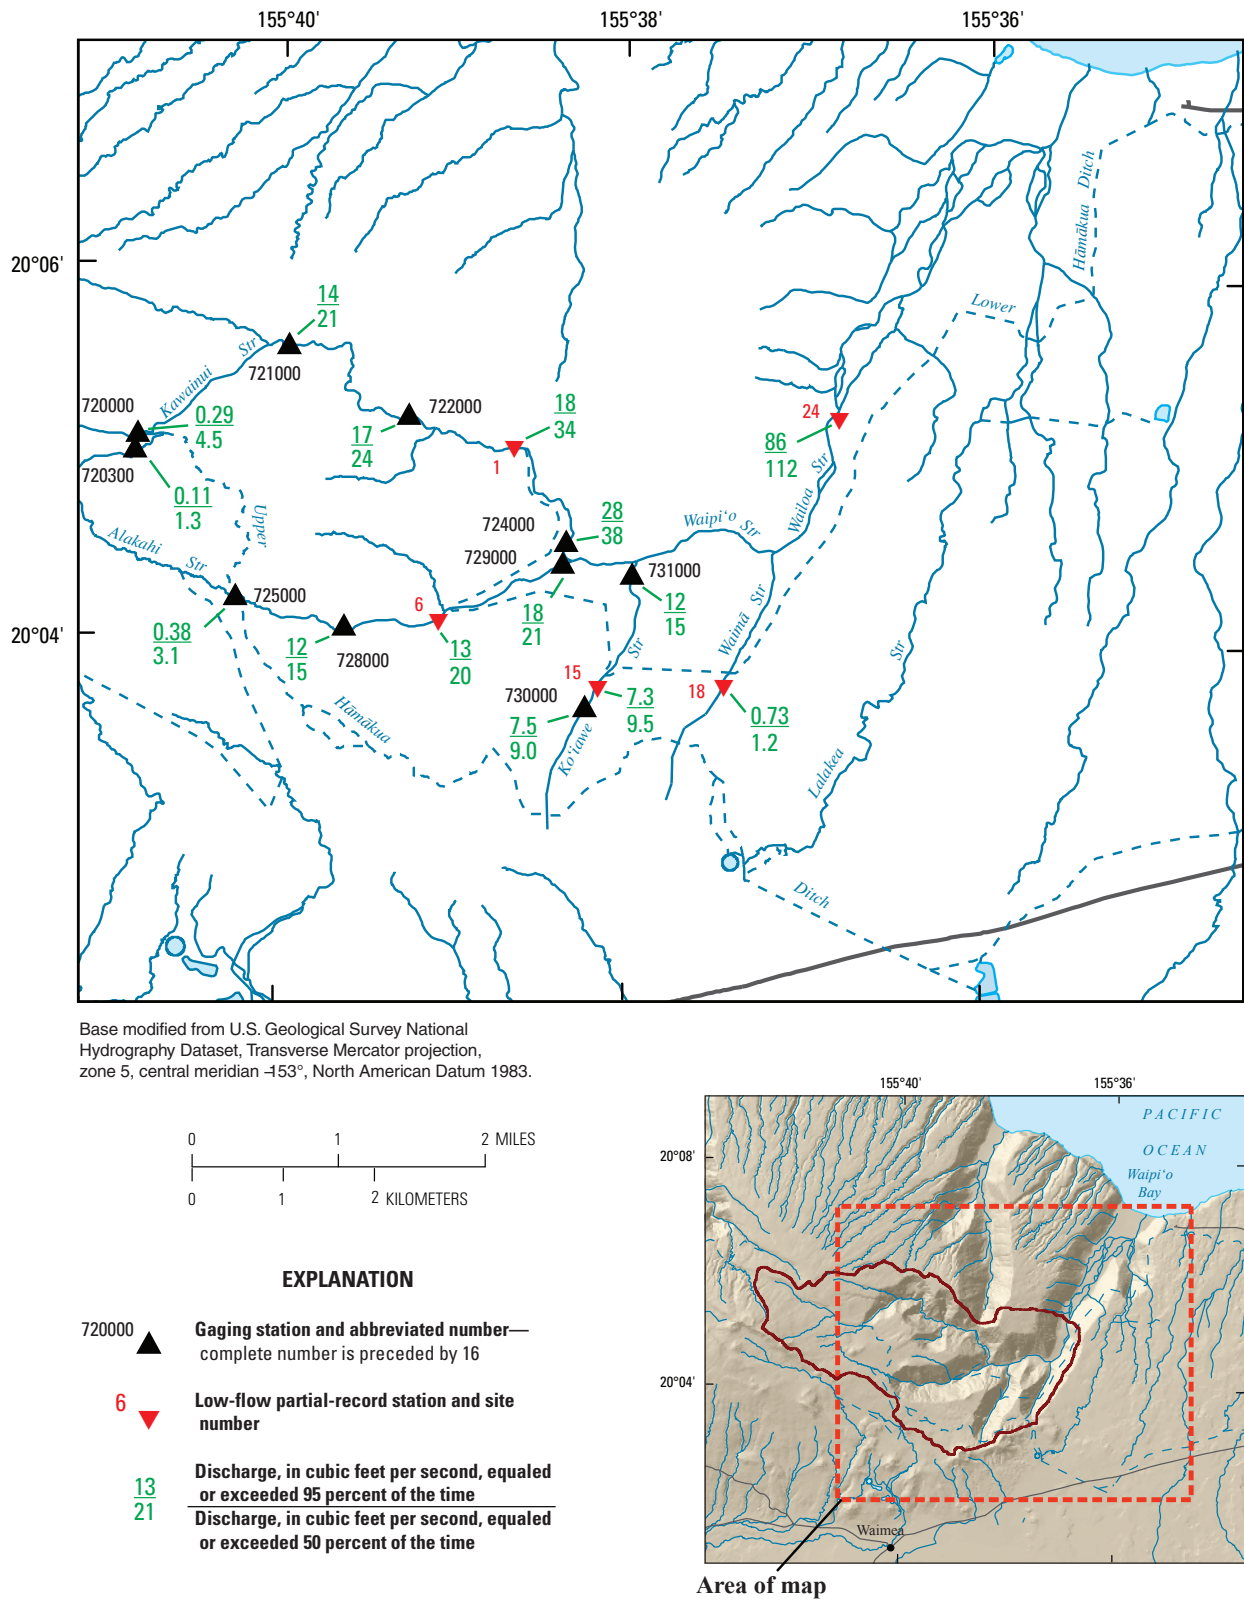 155°40'
155°38'
155°36'
20°06'
20°04'
14
21
721000
Kawainui
Str
720000
0.29
4.5
720300
0.11
1.3
722000
17
24
18
34
1
24
86
112
Lower
Hāmākua Ditch
Wailoa Str
Waipi‘o Str
724000
28
38
729000
18
21
731000
12
15
Upper
Alakahi
Str
725000
0.38
3.1
12
15
728000
6
13
20
Str
Waimā Str
15
7.3
9.5
730000
7.5
9.0
Ko‘iawe
18
0.73
1.2
Hāmākua
Str
Lalakea
Ditch
Base modified from U.S. Geological Survey National
Hydrography Dataset, Transverse Mercator projection,
zone 5, central meridian -153°, North American Datum 1983.
0 1 2 MILES
0 1 2 KILOMETERS
EXPLANATION
720000
Gaging station and abbreviated number—
complete number is preceded by 16
6
Low-flow partial-record station and site
number
13
21
Discharge, in cubic feet per second, equaled
or exceeded 95 percent of the time
Discharge, in cubic feet per second, equaled
or exceeded 50 percent of the time
155°40'
155°36'
20°08'
20°04'
PACIFIC
OCEAN
Waipi‘o
Bay
Waimea
Area of map